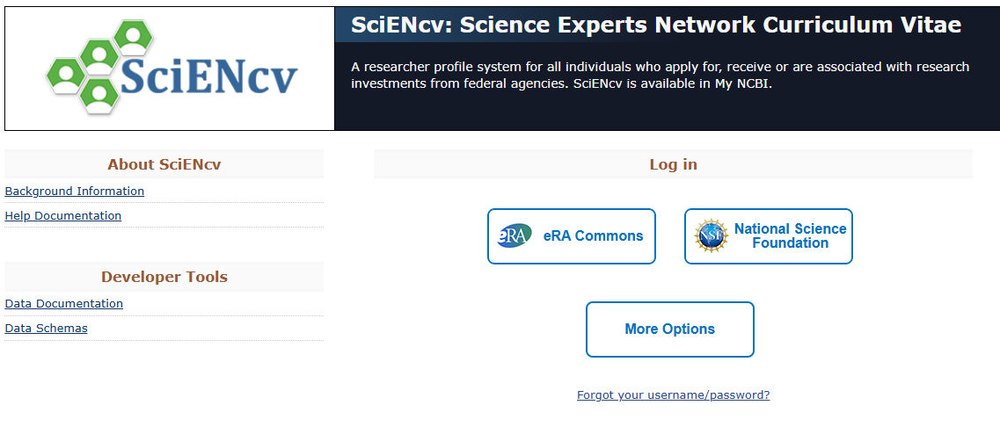 SciENcv
SciENcv: Science Experts Network Curriculum Vitae
A researcher profile system for all individuals who apply for, receive or are associated with research
investments from federal agencies. SciENcv is available in My NCBI.
About SciENcv
Background Information
Help Documentation
Developer Tools
Data Documentation
Data Schemas
Log in
eRA
eRA Commons
NSF
National Science
Foundation
More Options
Forgot your username/password?